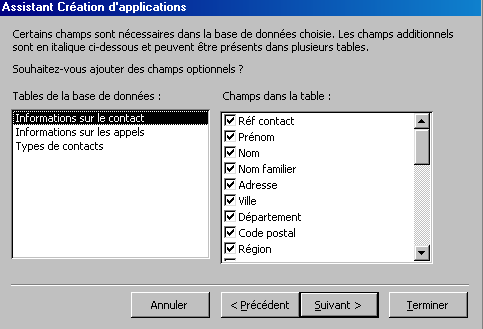 Assistant Création d'applications
Certains champs sont nécessaires dans la base de données choisie. Les champs additionnels
sont en italique ci-dessous et peuvent être présents dans plusieurs tables.
Souhaitez-vous ajouter des champs optionnels ?
Tables de la base de données :
Informations sur le contact
Informations sur les appels
Types de contacts
Champs dans la table :
Réf contact
Prénom
Nom
Nom familier
Adresse
Ville
Département
Code postal
Région
Annuler
< Précédent
Suivant >
Terminer